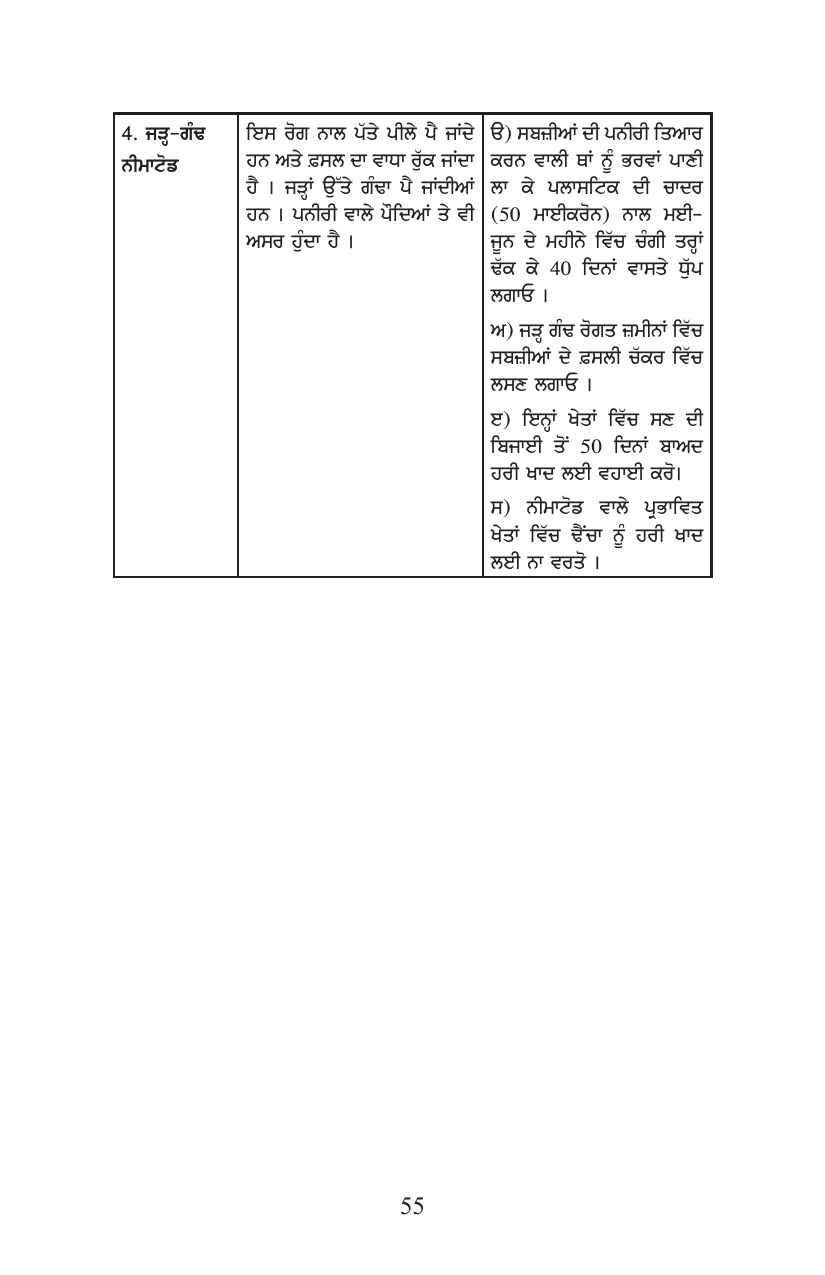 4. ਜੜ੍ਹ-ਗੰਢ
ਨੀਮਾਟੋਡ
ਇਸ ਰੋਗ ਨਾਲ ਪੱਤੇ ਪੀਲੇ ਪੈ ਜਾਂਦੇ
ਹਨ ਅਤੇ ਫ਼ਸਲ ਦਾ ਵਾਧਾ ਰੁੱਕ ਜਾਂਦਾ
ਹੈ । ਜੜ੍ਹਾਂ ਉੱਤੇ ਗੰਢਾ ਪੈ ਜਾਂਦੀਆਂ
ਹਨ । ਪਨੀਰੀ ਵਾਲੇ ਪੌਦਿਆਂ ਤੇ ਵੀ
ਅਸਰ ਹੁੰਦਾ ਹੈ ।
ੳ) ਸਬਜ਼ੀਆਂ ਦੀ ਪਨੀਰੀ ਤਿਆਰ
ਕਰਨ ਵਾਲੀ ਥਾਂ ਨੂੰ ਭਰਵਾਂ ਪਾਣੀ
ਲਾ ਕੇ ਪਲਾਸਟਿਕ ਦੀ ਚਾਦਰ
(50 ਮਾਈਕਰੋਨ) ਨਾਲ ਮਈ-
ਜੂਨ ਦੇ ਮਹੀਨੇ ਵਿੱਚ ਚੰਗੀ ਤਰ੍ਹਾਂ
ਢੱਕ ਕੇ 40 ਦਿਨਾਂ ਵਾਸਤੇ ਧੁੱਪ
ਲਗਾਓ ।
ਅ) ਜੜ੍ਹ ਗੰਢ ਰੋਗਤ ਜ਼ਮੀਨਾਂ ਵਿੱਚ
ਸਬਜ਼ੀਆਂ ਦੇ ਫ਼ਸਲੀ ਚੱਕਰ ਵਿੱਚ
ਲਸਣ ਲਗਾਓ ।
ੲ) ਇਨ੍ਹਾਂ ਖੇਤਾਂ ਵਿੱਚ ਸਣ ਦੀ
ਬਿਜਾਈ ਤੋਂ 50 ਦਿਨਾਂ ਬਾਅਦ
ਹਰੀ ਖਾਦ ਲਈ ਵਹਾਈ ਕਰੋ।
ਸ) ਨੀਮਾਟੋਡ ਵਾਲੇ ਪ੍ਰਭਾਵਿਤ
ਖੇਤਾਂ ਵਿੱਚ ਢੈਂਚਾ ਨੂੰ ਹਰੀ ਖਾਦ
ਲਈ ਨਾ ਵਰਤੋ ।
55